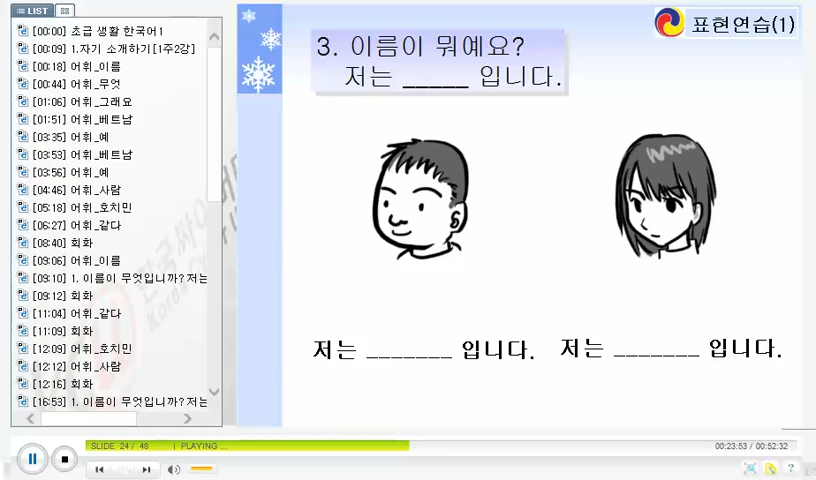 LIST
[00:00] 초급 생활 한국어1
[00:09] 1.자기 소개하기[1주2강]
[00:18] 어휘_이름
[00:44] 어휘_무엇
[01:06] 어휘_그래요
[01:51] 어휘_베트남
[03:35] 어휘_예
[03:53] 어휘_베트남
[03:56] 어휘_예
[04:46] 어휘_사람
[05:18] 어휘_호치민
[06:27] 어휘_같다
[08:40] 회화
[09:06] 어휘_이름
[09:10] 1. 이름이 무엇입니까? 저는
[09:12] 회화
[11:04] 어휘_같다
[11:09] 회화
[12:09] 어휘_호치민
[12:12] 어휘_사람
[12:16] 회화
[16:53] 1. 이름이 무엇입니까? 저는
표현연습(1)
3. 이름이 뭐예요?
저는 _____ 입니다.
저는 _______ 입니다.
저는 _______ 입니다.
SLIDE 24 / 48 | PLAYING ...
00:23:53 / 00:52:32